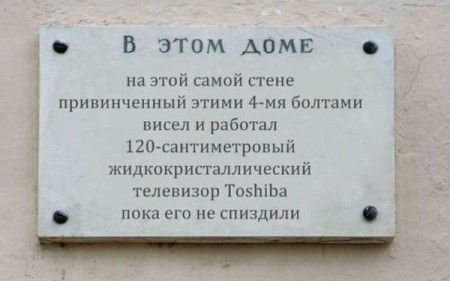 В ЭТОМ ДОМЕ
на этой самой стене
привинченный этими 4-мя болтами
висел и работал
120-сантиметровый
жидкокристаллический
телевизор Toshiba
пока его не спиздили